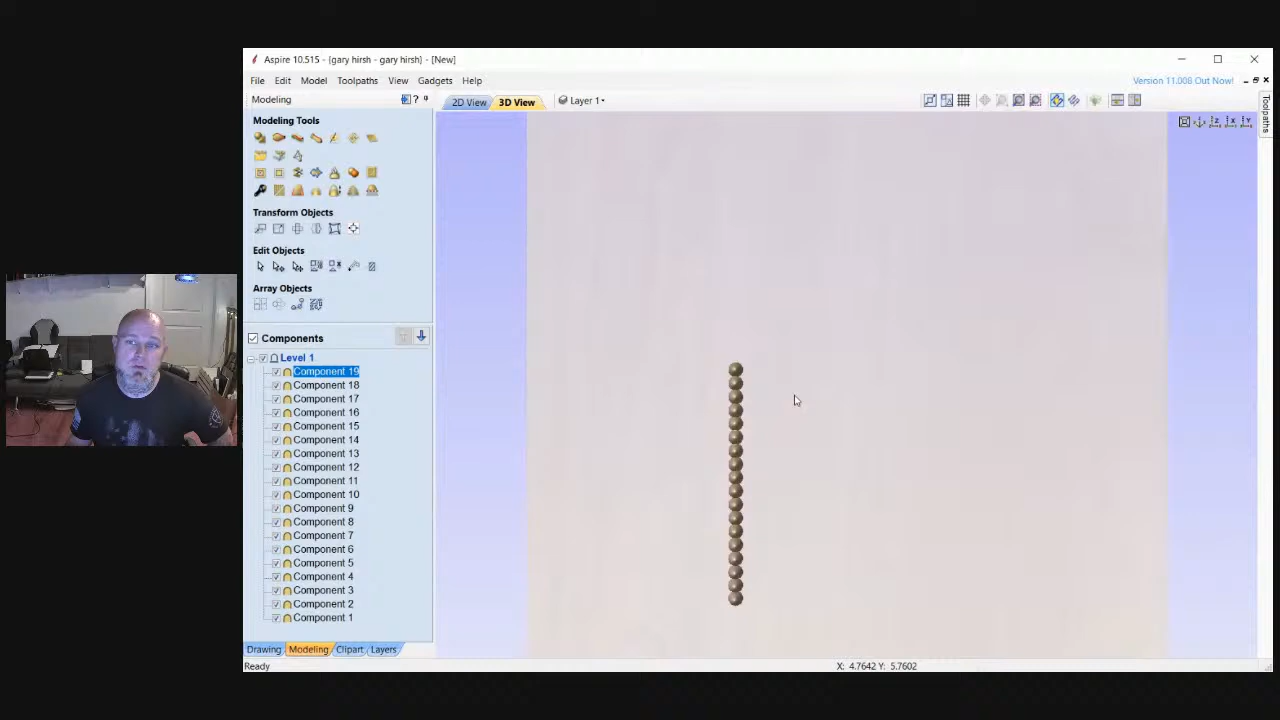 Aspire 10.515 - {gary hirsh - gary hirsh} - [New]
File Edit Model Toolpaths View Gadgets Help
Version 11.008 Out Now!
Modeling
2D View 3D View Layer 1
Toolpaths
Modeling Tools
Transform Objects
Edit Objects
Array Objects
Components
Level 1
Component 19
Component 18
Component 17
Component 16
Component 15
Component 14
Component 13
Component 12
Component 11
Component 10
Component 9
Component 8
Component 7
Component 6
Component 5
Component 4
Component 3
Component 2
Component 1
Drawing Modeling Clipart Layers
Ready
X: 4.7642 Y: 5.7602